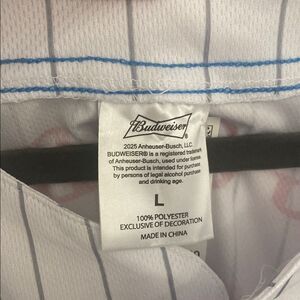 Budweiser
2025 Anheuser-Busch, LLC.
BUDWEISER® is a registered trademark
of Anheuser-Busch, used under license.
This product is intended for purchase
by persons of legal alcohol purchase
and drinking age.
L
100% POLYESTER
EXCLUSIVE OF DECORATION
MADE IN CHINA